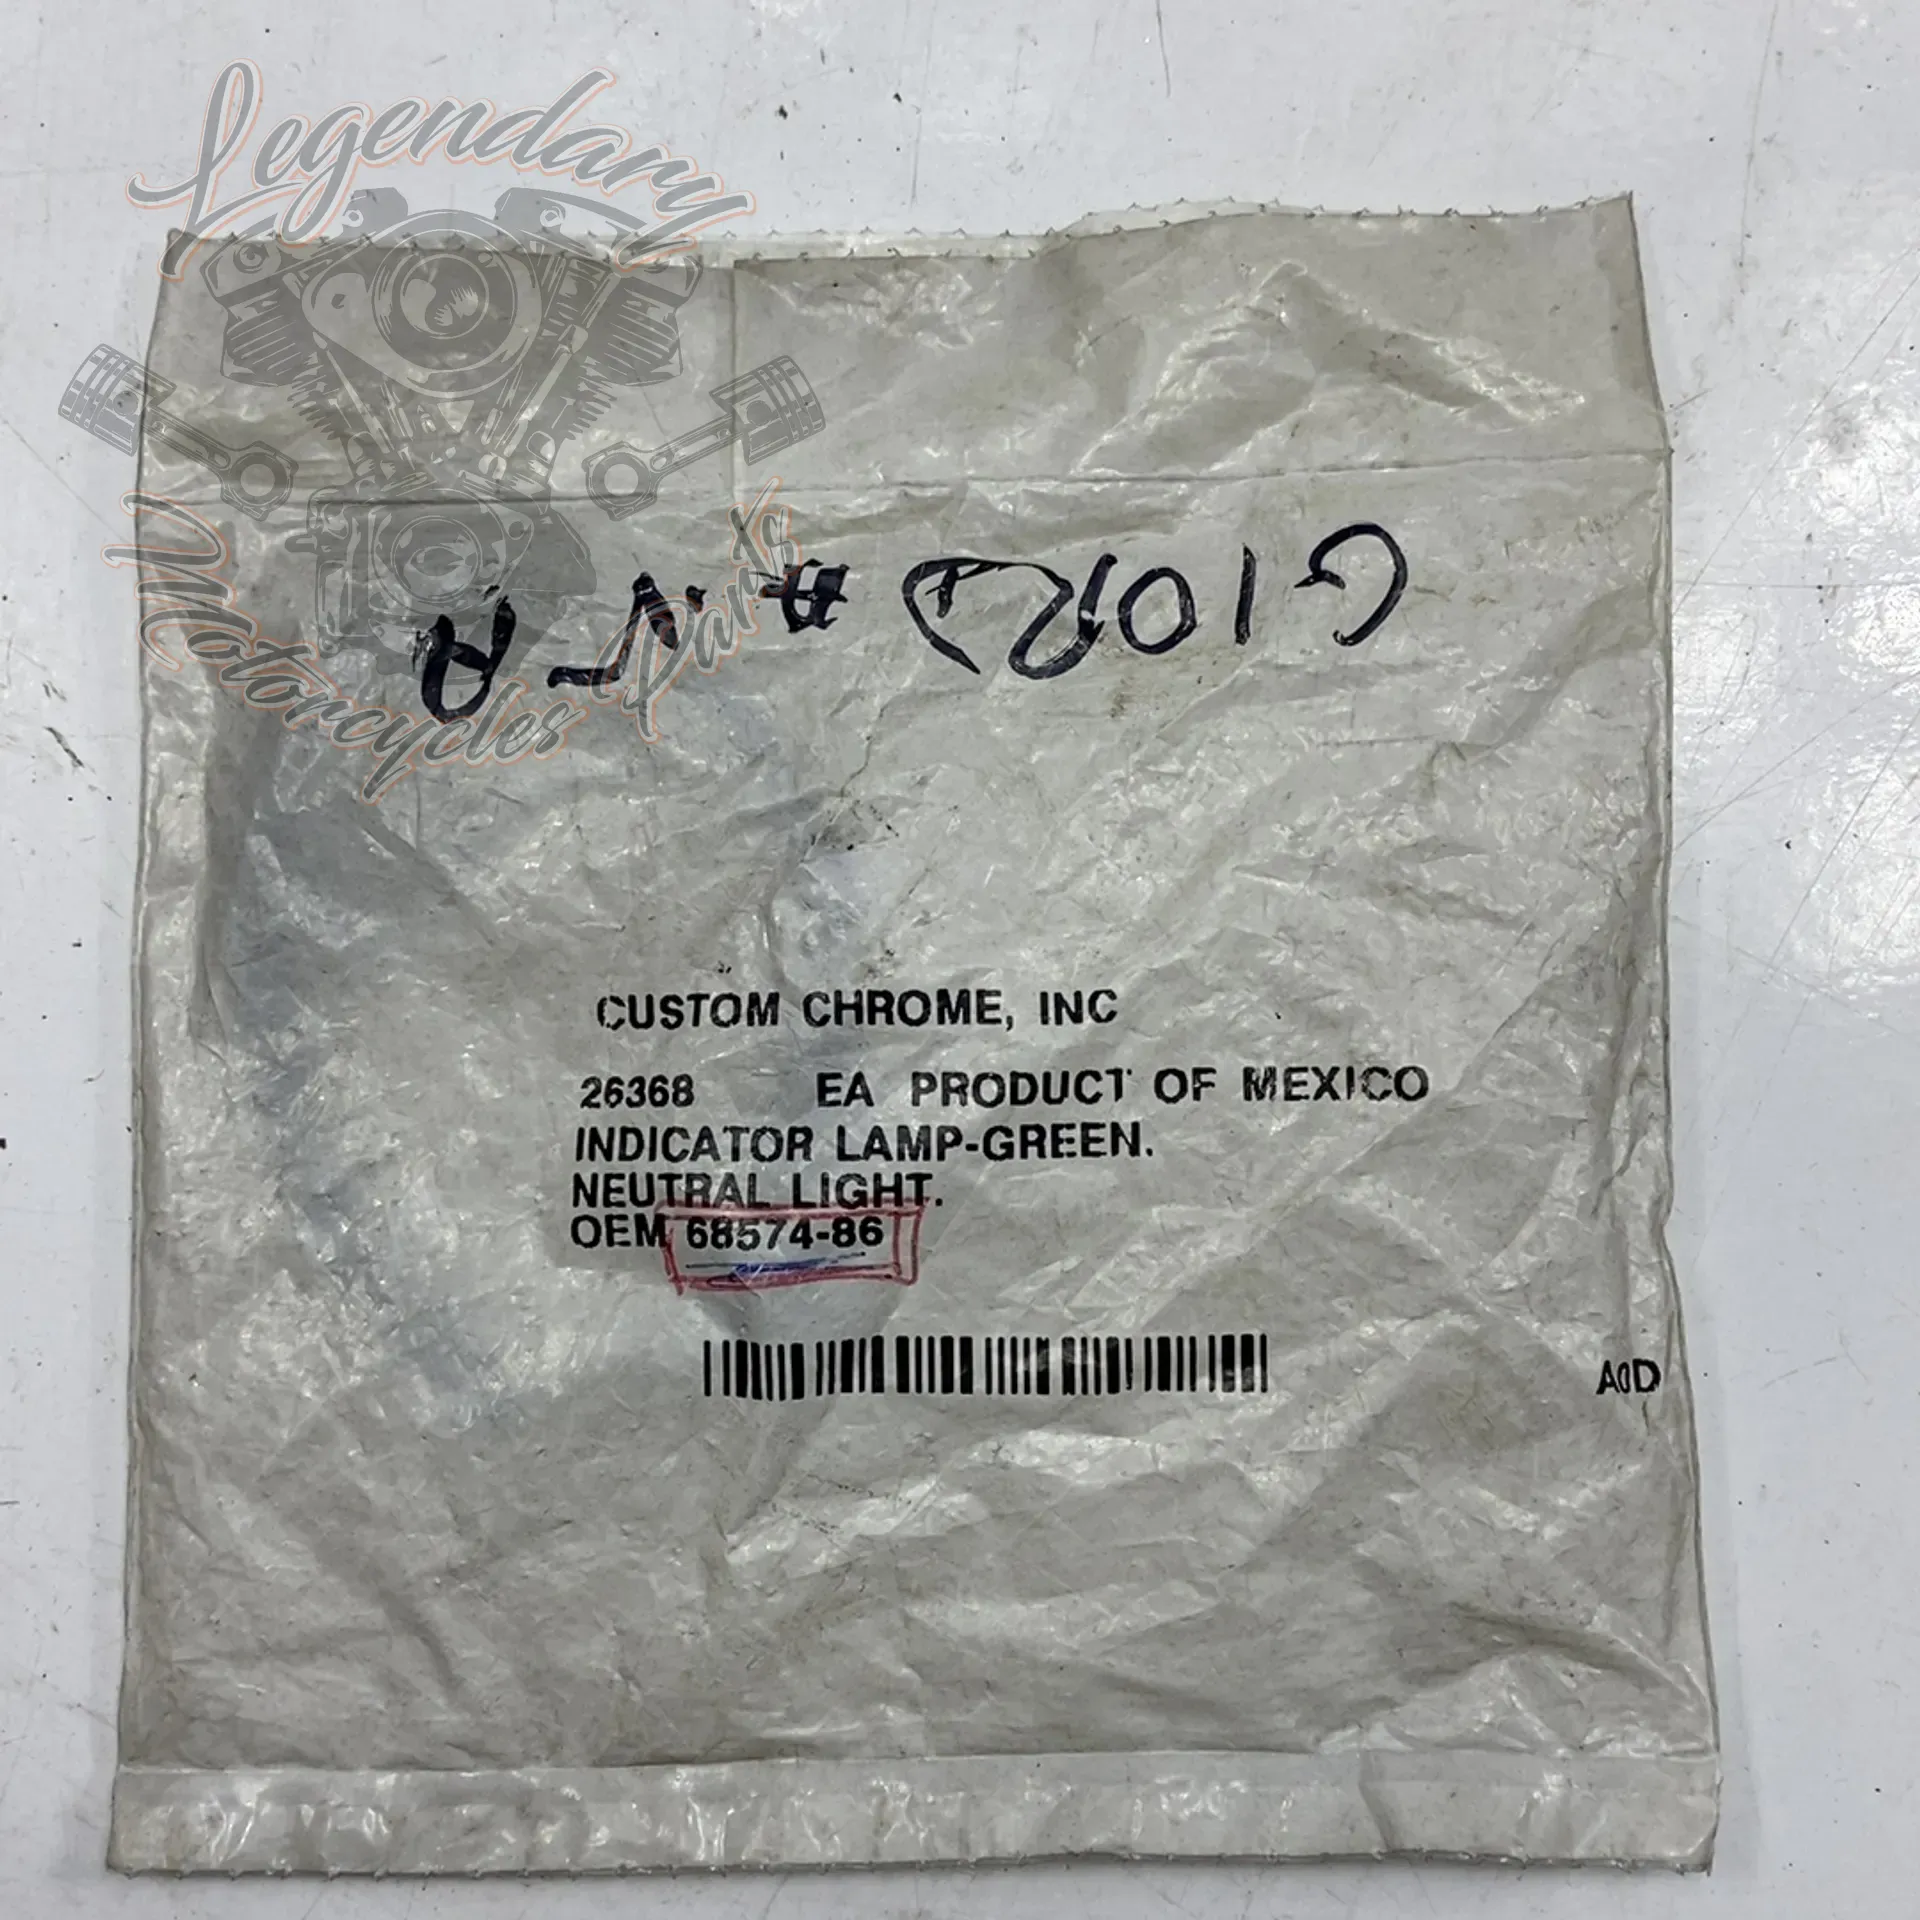 Legendary
Motorcycles Parts
GIORDANA
CUSTOM CHROME, INC
26368 EA PRODUCT OF MEXICO
INDICATOR LAMP-GREEN.
NEUTRAL LIGHT.
OEM 68574-86
A0D